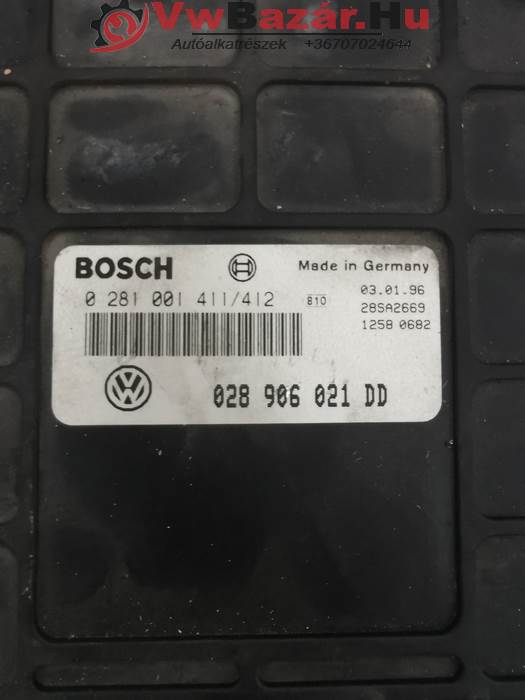 VwBazár.Hu
Autóalkatrészek +36707024644
BOSCH Made in Germany
0 281 001 411/412 810 03.01.96
28SA2669
1258 0682
028 906 021 DD